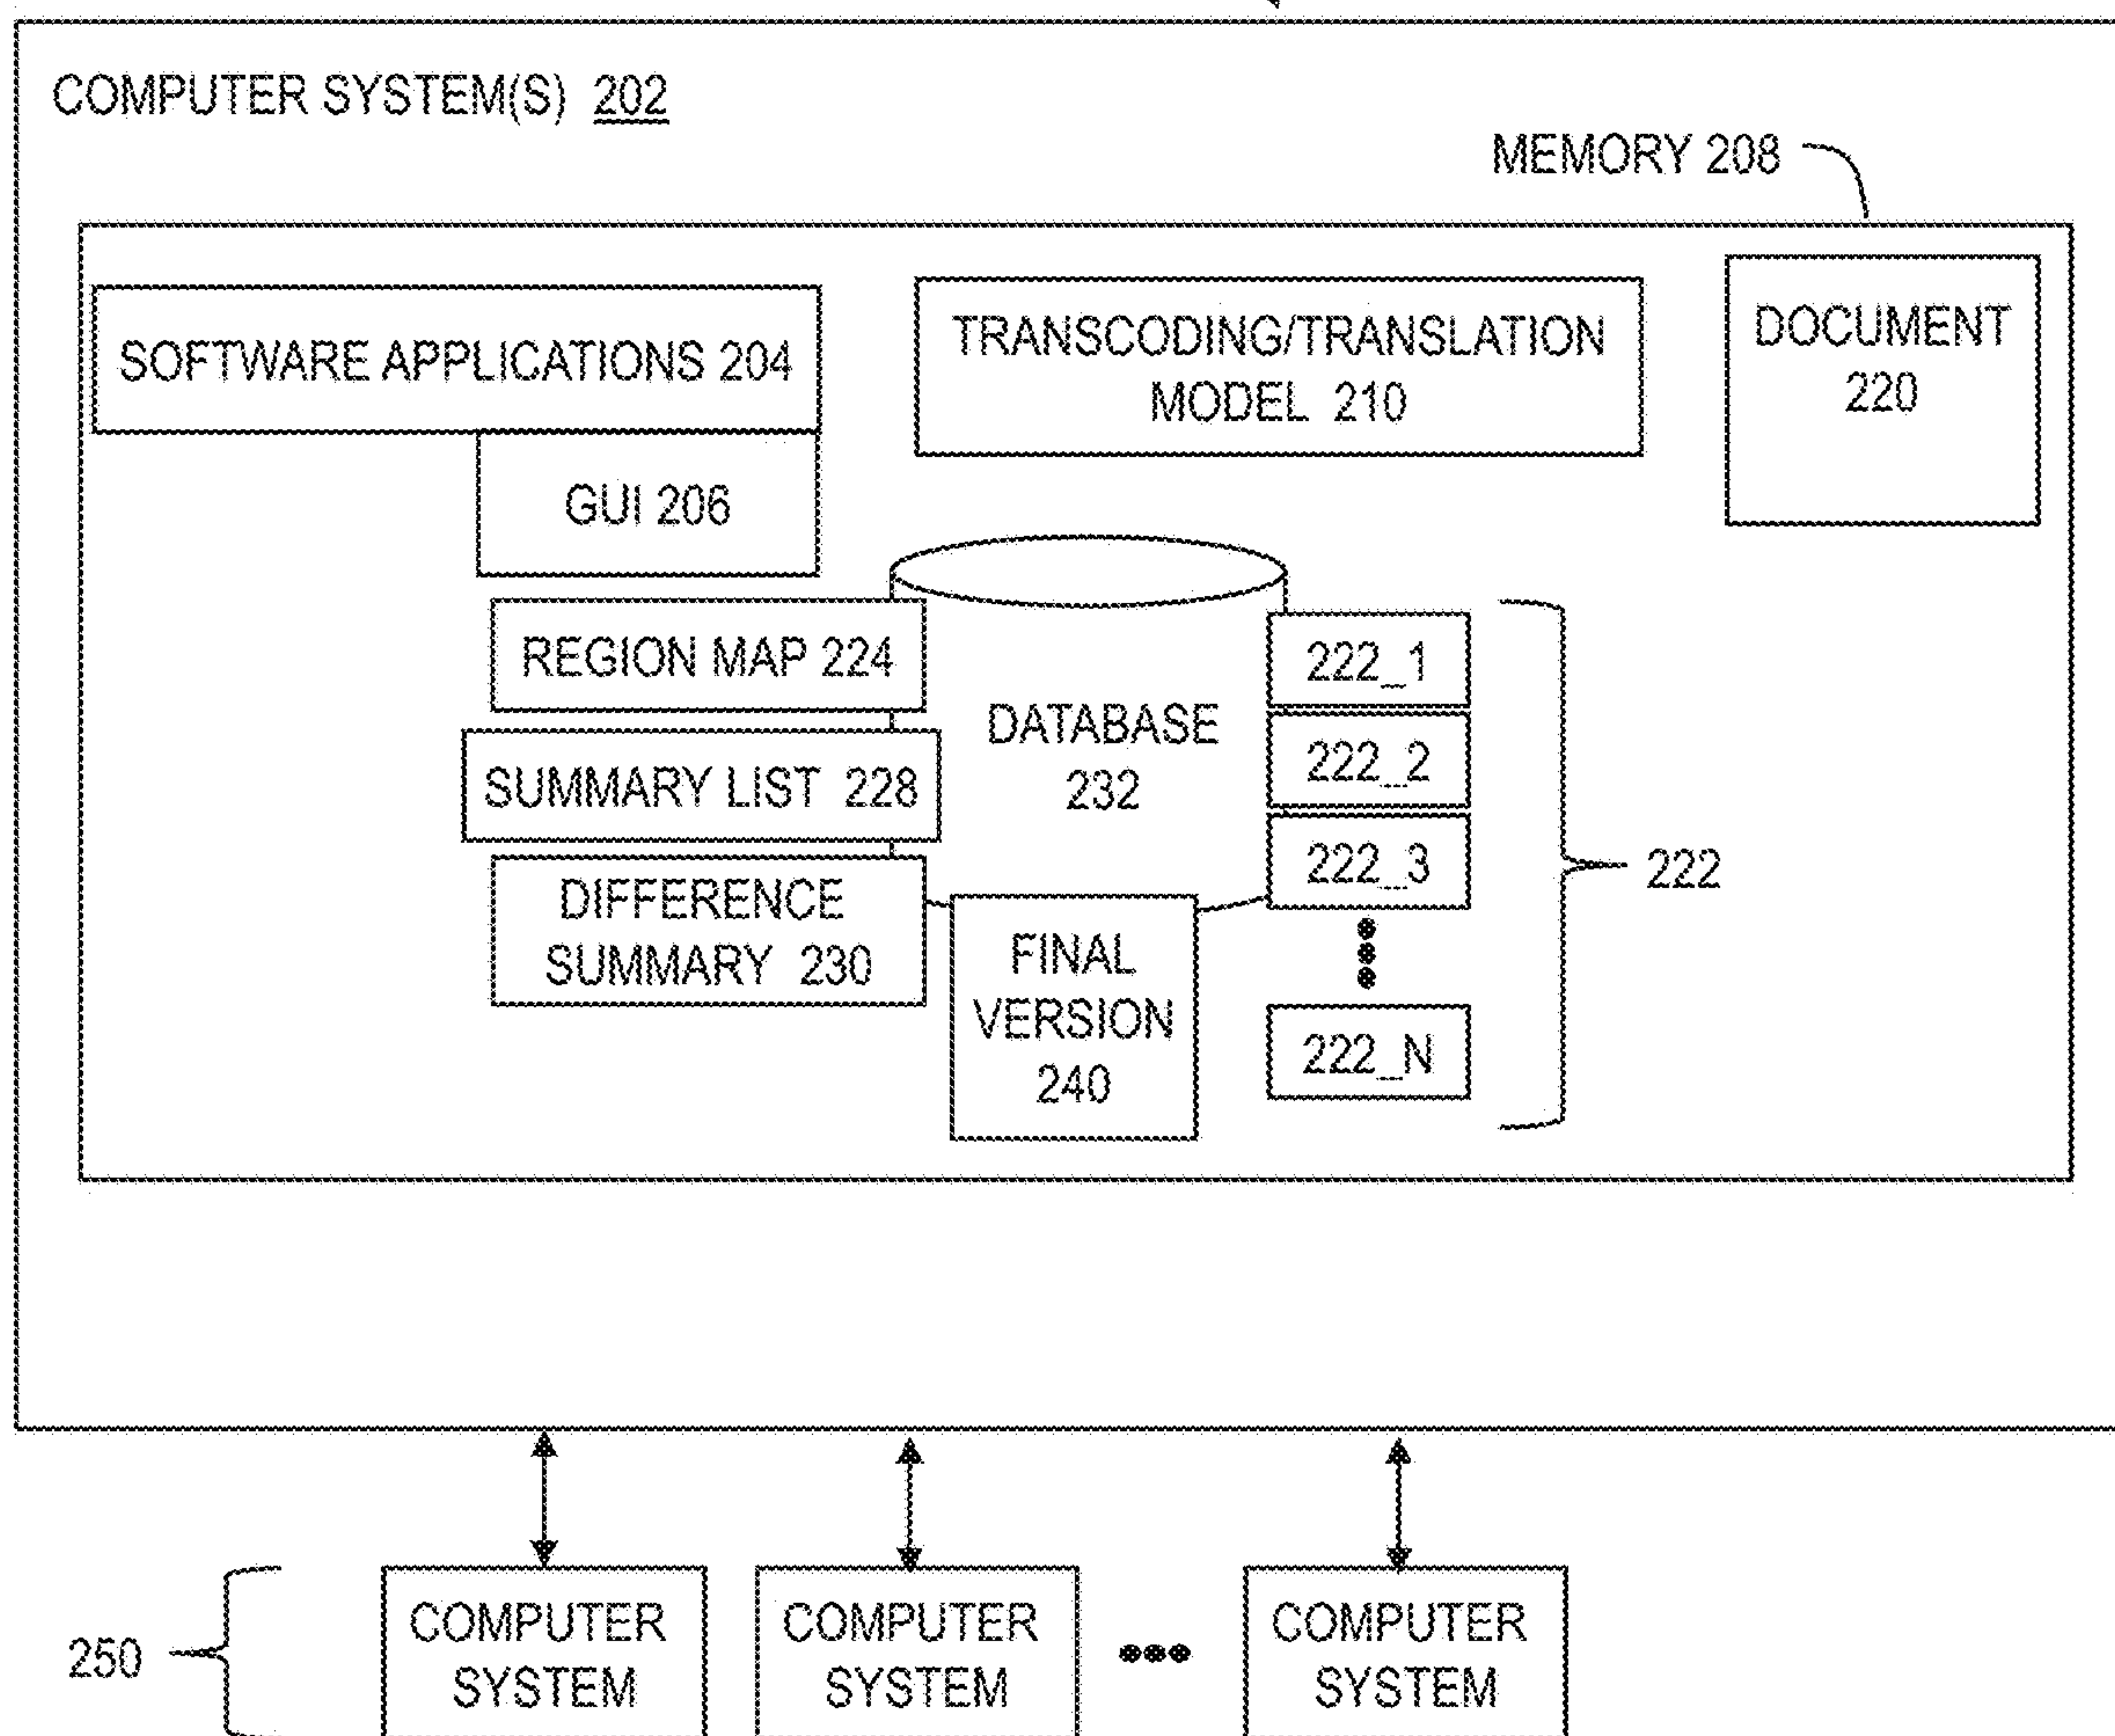 COMPUTER SYSTEM(S) 202
MEMORY 208
SOFTWARE APPLICATIONS 204
TRANSCODING/TRANSLATION
MODEL 210
DOCUMENT
220
GUI 206
REGION MAP 224
SUMMARY LIST 228
DIFFERENCE
SUMMARY 230
DATABASE
232
FINAL
VERSION
240
222_1
222_2
222_3
222_N
222
250
COMPUTER
SYSTEM
COMPUTER
SYSTEM
COMPUTER
SYSTEM